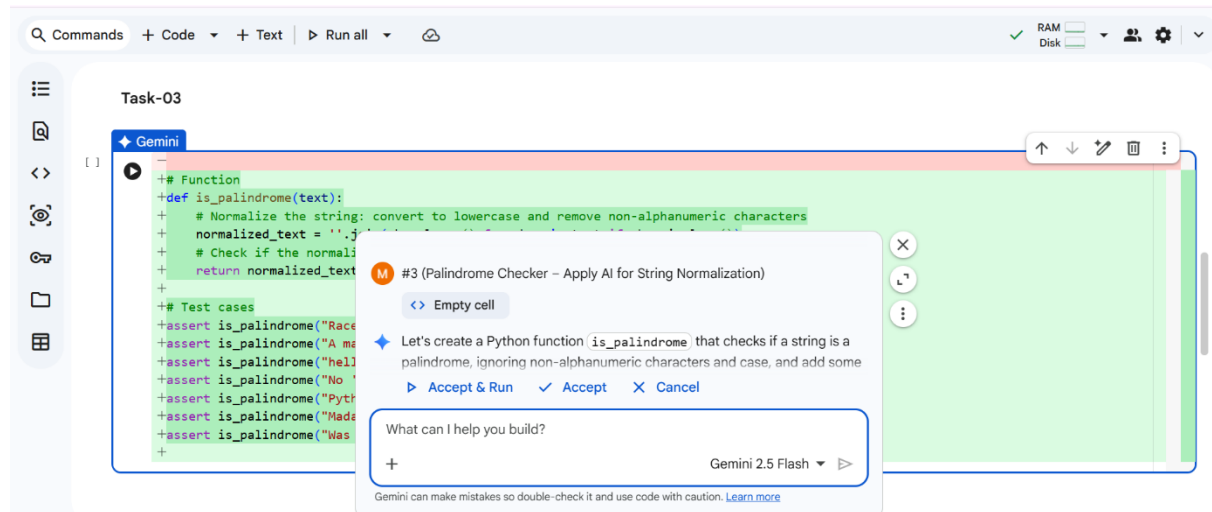 Commands + Code + Text Run all
RAM
Disk
Task-03
Gemini
[ ]
# Function
def is_palindrome(text):
# Normalize the string: convert to lowercase and remove non-alphanumeric characters
normalized_text = ''.j
# Check if the normali
return normalized_text
# Test cases
assert is_palindrome("Race
assert is_palindrome("A ma
assert is_palindrome("hell
assert is_palindrome("No '
assert is_palindrome("Pyth
assert is_palindrome("Mada
assert is_palindrome("Was
M #3 (Palindrome Checker – Apply AI for String Normalization)
<> Empty cell
Let's create a Python function is_palindrome that checks if a string is a
palindrome, ignoring non-alphanumeric characters and case, and add some
Accept & Run Accept Cancel
What can I help you build?
Gemini 2.5 Flash
Gemini can make mistakes so double-check it and use code with caution. Learn more